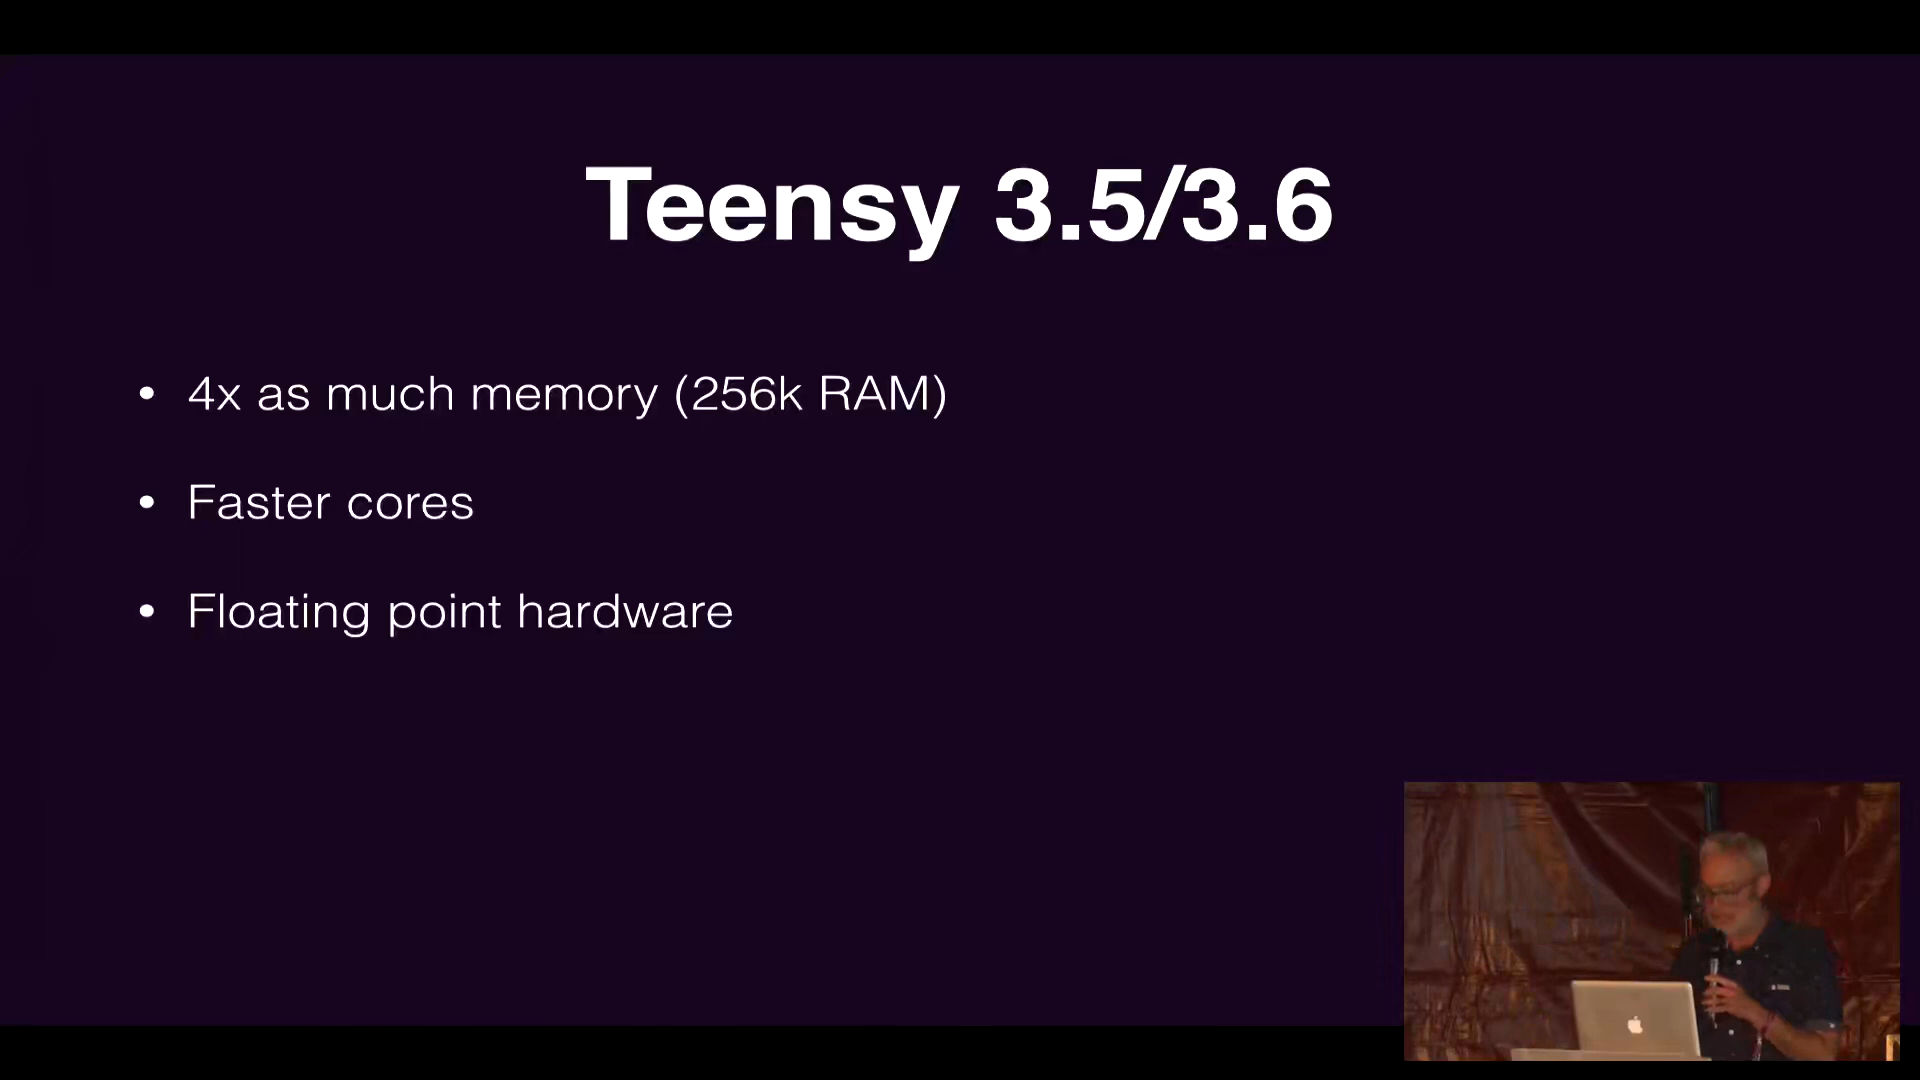 Teensy 3.5/3.6
• 4x as much memory (256k RAM)
• Faster cores
• Floating point hardware